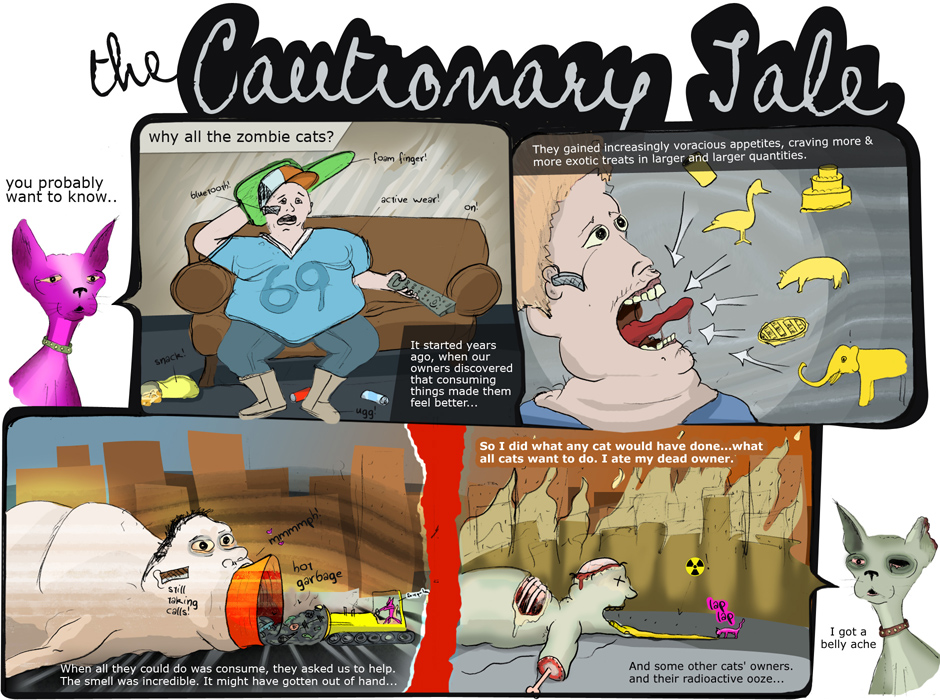 the Cautionary Tale
you probably
want to know..
why all the zombie cats?
foam finger!
bluetooth!
active wear!
on!
69
snack!
ugg!
It started years
ago, when our
owners discovered
that consuming
things made them
feel better...
They gained increasingly voracious appetites, craving more &
more exotic treats in larger and larger quantities.
mmmmph!
hot
garbage
still
taking
calls!
When all they could do was consume, they asked us to help.
The smell was incredible. It might have gotten out of hand...
So I did what any cat would have done...what
all cats want to do. I ate my dead owner.
lap
lap
And some other cats' owners.
and their radioactive ooze...
I got a
belly ache